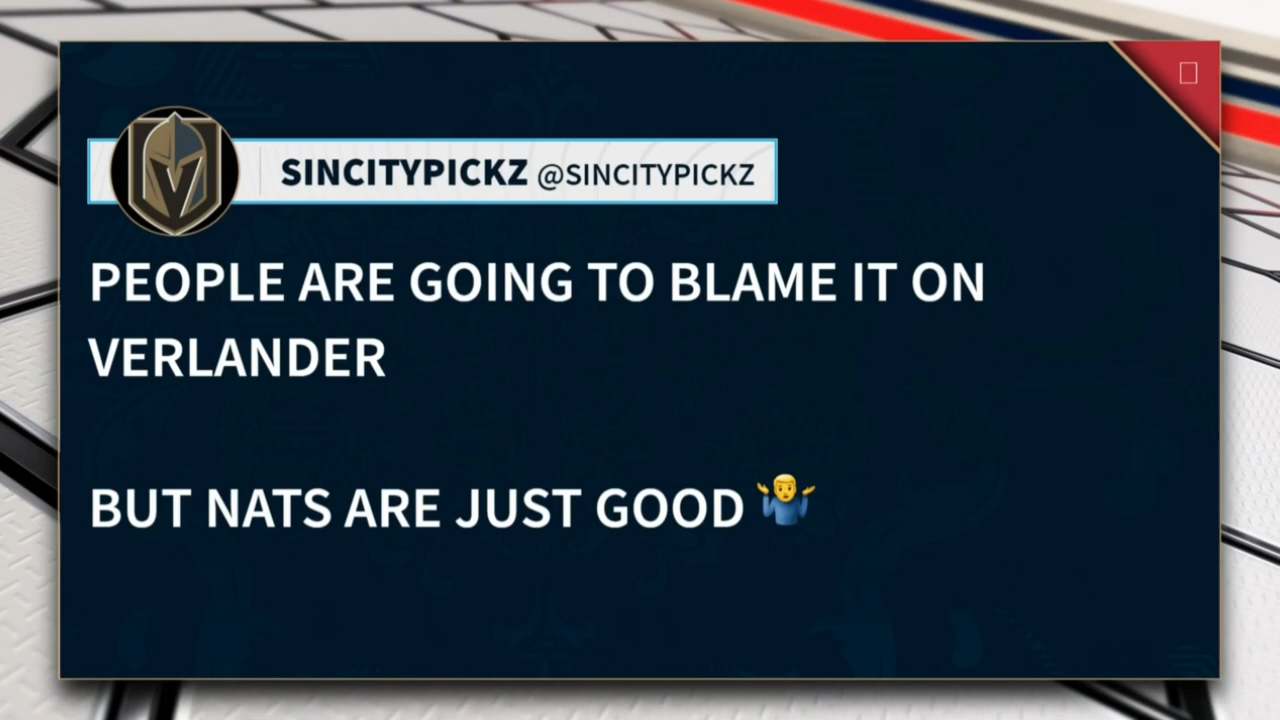 SINCITYPICKZ @SINCITYPICKZ
PEOPLE ARE GOING TO BLAME IT ON
VERLANDER
BUT NATS ARE JUST GOOD 🤷‍♂️